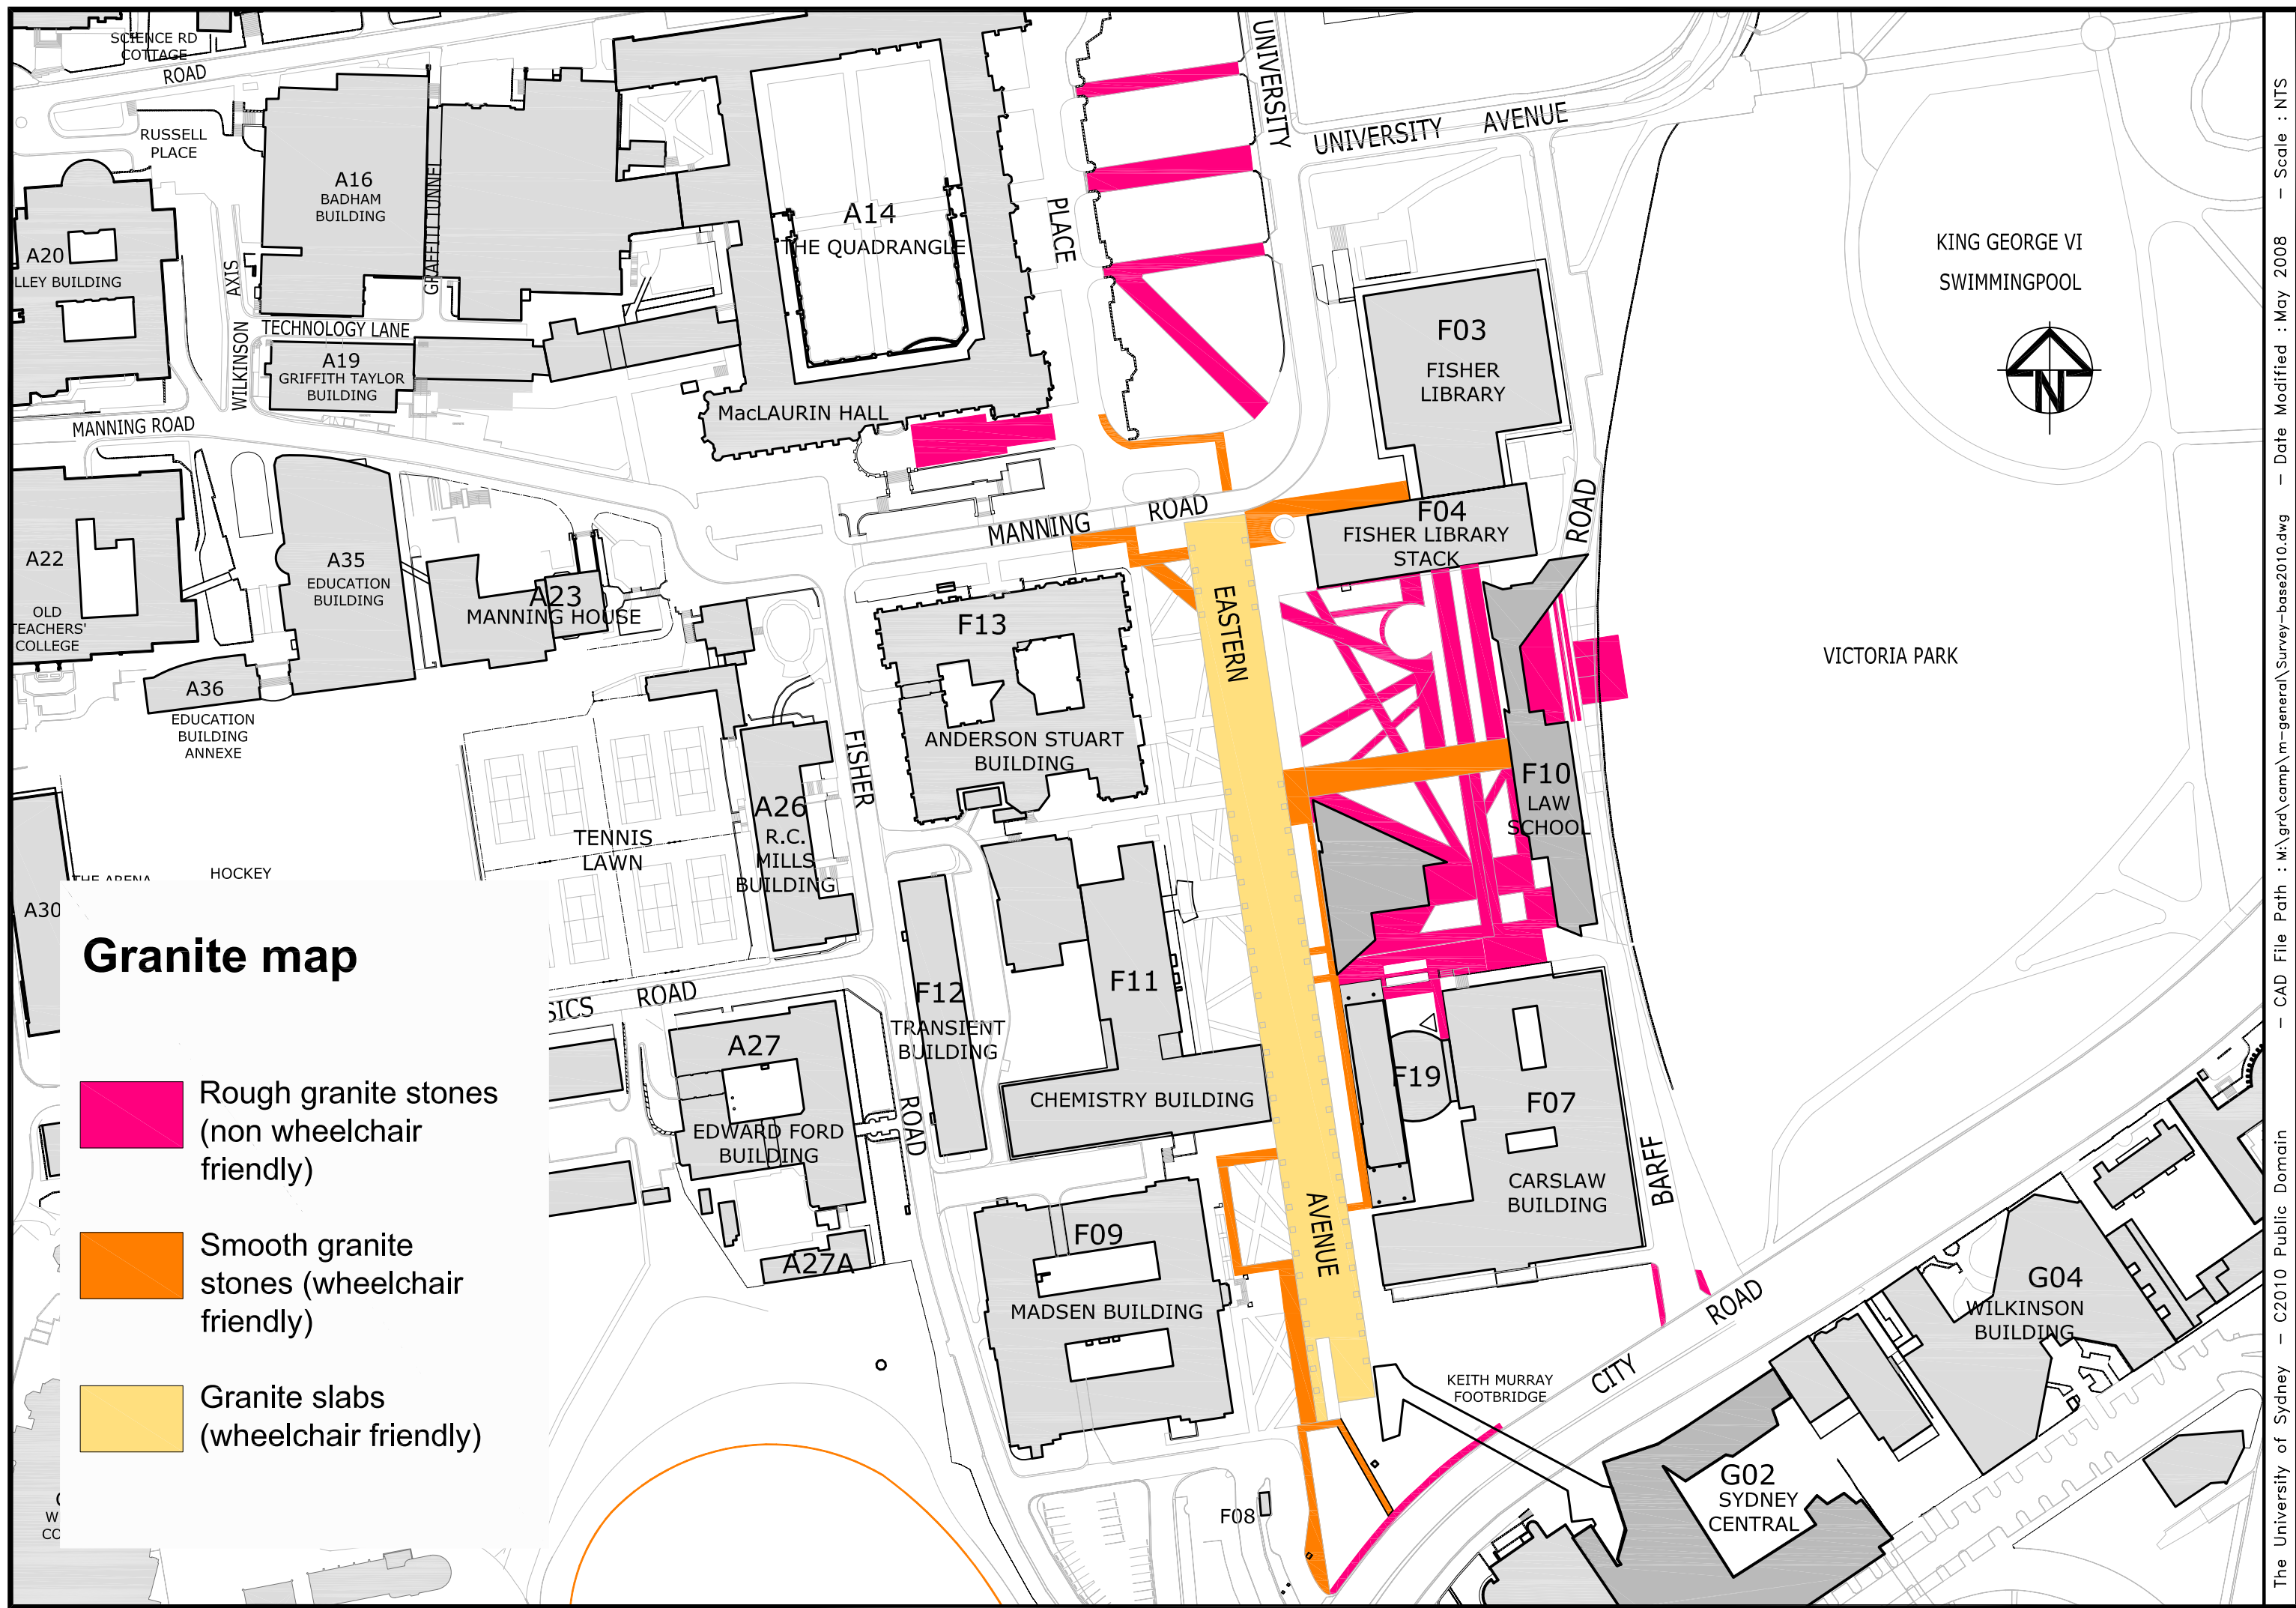 SCIENCE RD
COTTAGE
ROAD
RUSSELL
PLACE
A16
BADHAM
BUILDING
GRAFFITI TUNNEL
A14
THE QUADRANGLE
PLACE
UNIVERSITY
UNIVERSITY AVENUE
KING GEORGE VI
SWIMMINGPOOL
N
A20
LLEY BUILDING
WILKINSON
AXIS
TECHNOLOGY LANE
A19
GRIFFITH TAYLOR
BUILDING
MacLAURIN HALL
MANNING ROAD
F03
FISHER
LIBRARY
MANNING ROAD
F04
FISHER LIBRARY
STACK
ROAD
A22
OLD
TEACHERS'
COLLEGE
A35
EDUCATION
BUILDING
A23
MANNING HOUSE
A36
EDUCATION
BUILDING
ANNEXE
F13
ANDERSON STUART
BUILDING
EASTERN
VICTORIA PARK
FISHER
A26
R.C.
MILLS
BUILDING
TENNIS
LAWN
F10
LAW
SCHOOL
THE ARENA
HOCKEY
A30
F12
TRANSIENT
BUILDING
F11
CHEMISTRY BUILDING
SICS ROAD
A27
EDWARD FORD
BUILDING
ROAD
F19
F07
CARSLAW
BUILDING
BARFF
A27A
F09
MADSEN BUILDING
AVENUE
G04
WILKINSON
BUILDING
CITY ROAD
KEITH MURRAY
FOOTBRIDGE
F08
G02
SYDNEY
CENTRAL
W
CO
Granite map
Rough granite stones
(non wheelchair
friendly)
Smooth granite
stones (wheelchair
friendly)
Granite slabs
(wheelchair friendly)
The University of Sydney – C2010 Public Domain – CAD File Path : M:\grd\camp\m-general\Survey-base2010.dwg – Date Modified : May 2008 – Scale : NTS